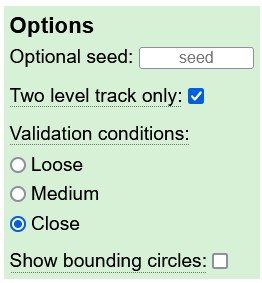 Options
Optional seed: seed
Two level track only:
Validation conditions:
Loose
Medium
Close
Show bounding circles: